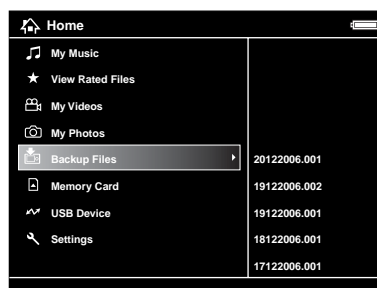 Home
My Music
View Rated Files
My Videos
My Photos
Backup Files
Memory Card
USB Device
Settings
20122006.001
19122006.002
19122006.001
18122006.001
17122006.001